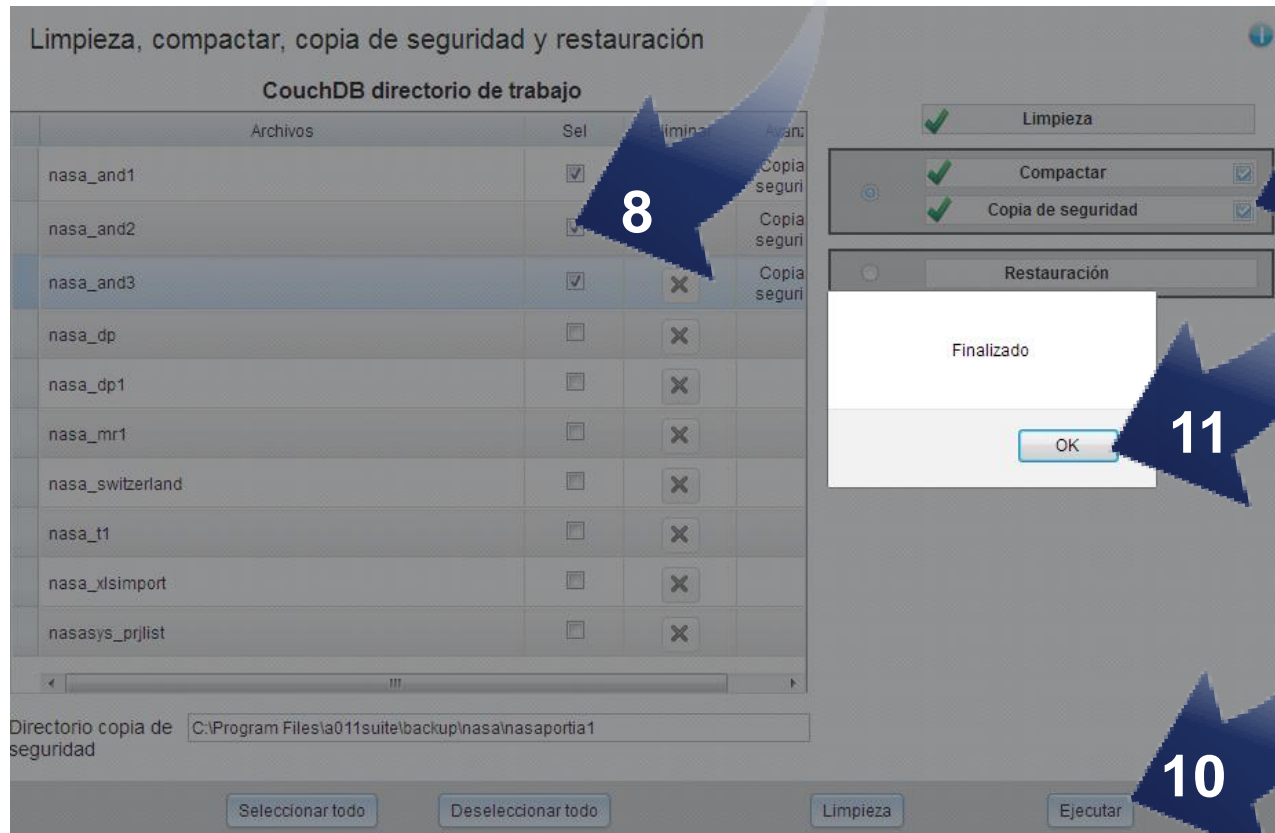 Limpieza, compactar, copia de seguridad y restauración
CouchDB directorio de trabajo
Archivos Sel Eliminar Avanz
nasa_and1 Copia
seguri
nasa_and2 Copia
seguri
nasa_and3 Copia
seguri
nasa_dp
nasa_dp1
nasa_mr1
nasa_switzerland
nasa_t1
nasa_xlsimport
nasasys_prjlist
Directorio copia de
seguridad
C:\Program Files\a011suite\backup\nasa\nasaportia1
Seleccionar todo Deseleccionar todo Limpieza Ejecutar
Limpieza
Compactar
Copia de seguridad
Restauración
Finalizado
OK
8
11
10